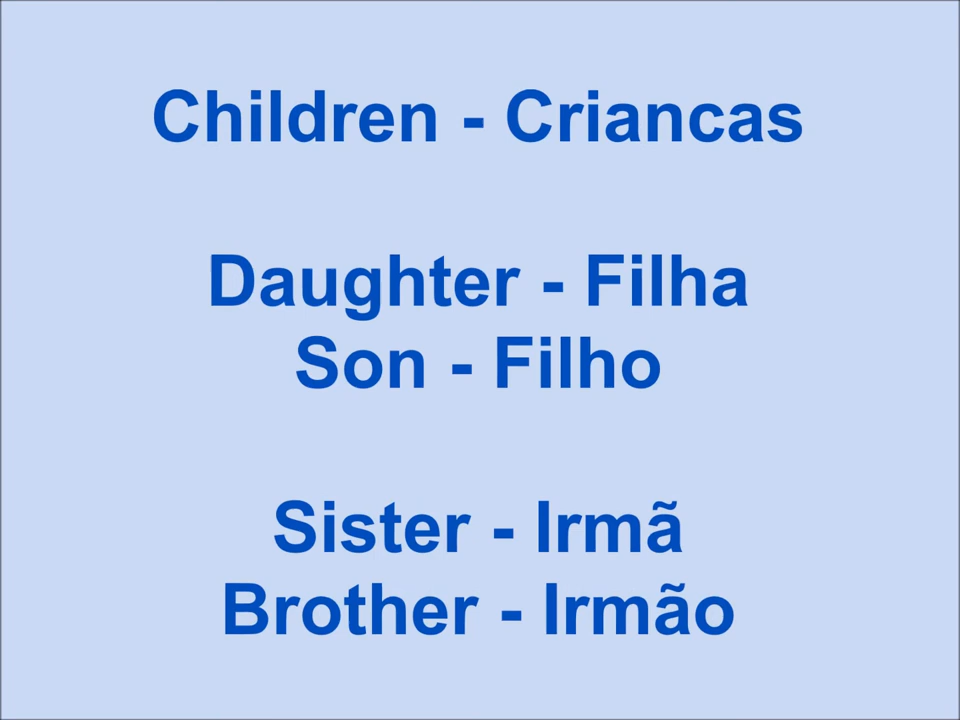 Children - Criancas
Daughter - Filha
Son - Filho
Sister - Irmã
Brother - Irmão